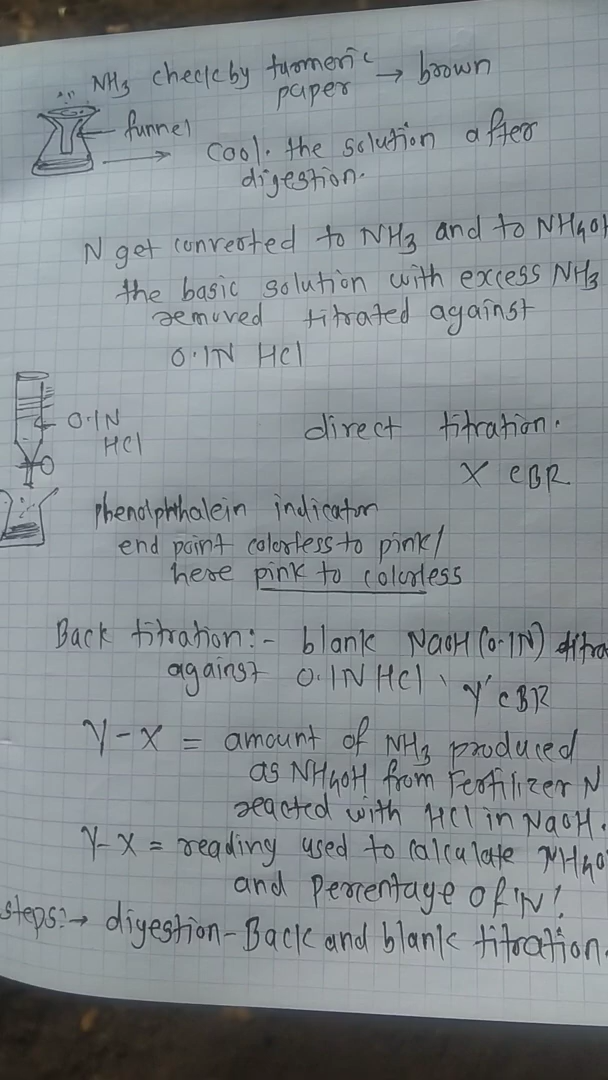 NH3 check by turmeric
paper → brown
funnel
→ cool. the solution after
digestion.
N get converted to NH3 and to NH4OH
the basic solution with excess NH3
removed titrated against
0.1N HCl
0.1N
HCl
direct titration.
X CBR
phenolphthalein indicator
end point colorless to pink/
here pink to colorless
Back titration:- blank NaOH (0.1N) titra
against 0.1N HCl 'Y' CBR
Y-X = amount of NH3 produced
as NH4OH from Fertilizer N
reacted with HCl in NaOH.
Y-X = reading used to calculate NH4O
and Percentage of 'N'.
steps:→ digestion-Back and blank titration.